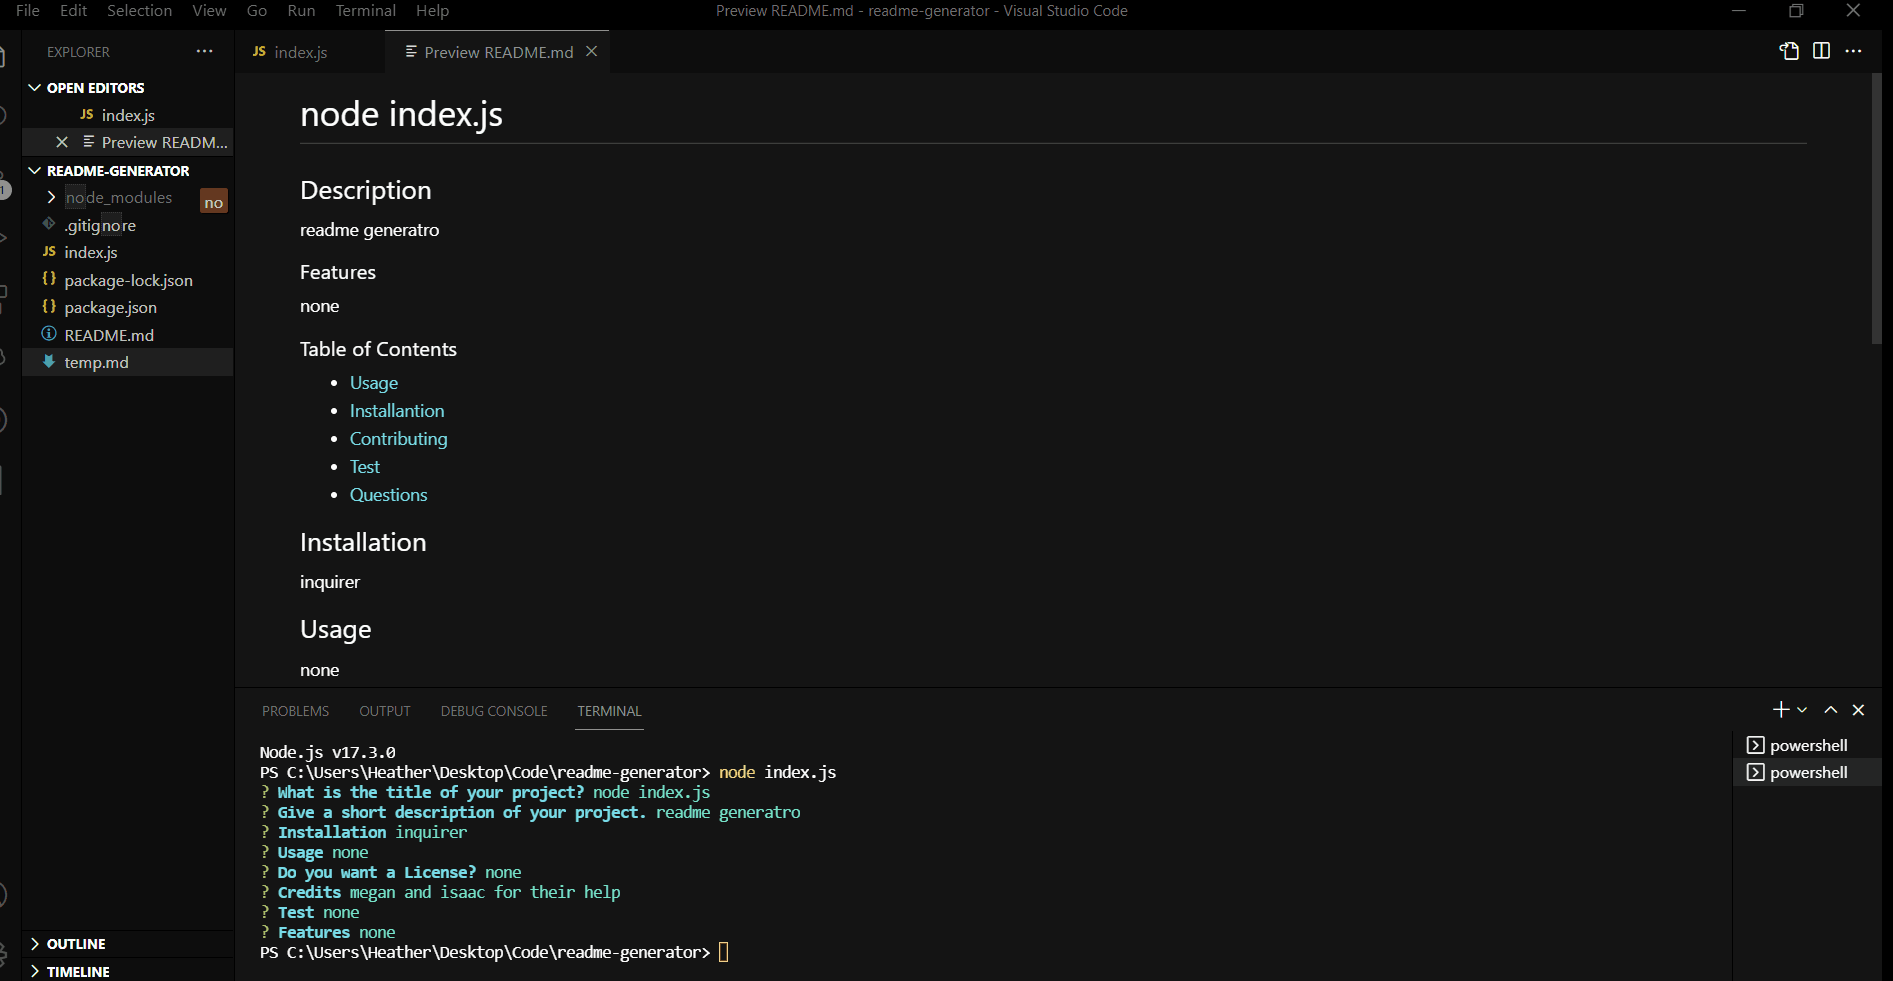 File Edit Selection View Go Run Terminal Help
Preview README.md - readme-generator - Visual Studio Code
EXPLORER
JS index.js
Preview README.md
OPEN EDITORS
JS index.js
Preview READM...
README-GENERATOR
node_modules
no
.gitignore
JS index.js
{} package-lock.json
{} package.json
README.md
temp.md
OUTLINE
TIMELINE
1
node index.js
Description
readme generatro
Features
none
Table of Contents
• Usage
• Installantion
• Contributing
• Test
• Questions
Installation
inquirer
Usage
none
PROBLEMS OUTPUT DEBUG CONSOLE TERMINAL
Node.js v17.3.0
PS C:\Users\Heather\Desktop\Code\readme-generator> node index.js
? What is the title of your project? node index.js
? Give a short description of your project. readme generatro
? Installation inquirer
? Usage none
? Do you want a License? none
? Credits megan and isaac for their help
? Test none
? Features none
PS C:\Users\Heather\Desktop\Code\readme-generator>
powershell
powershell